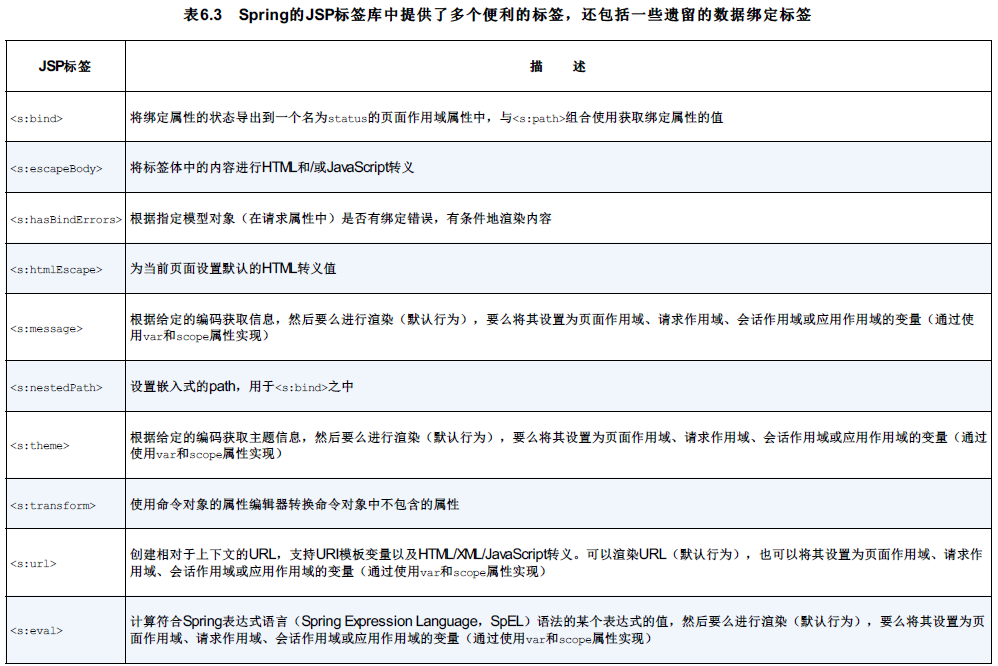 表6.3 Spring的JSP标签库中提供了多个便利的标签，还包括一些遗留的数据绑定标签
JSP标签
描 述
<s:bind>
将绑定属性的状态导出到一个名为status的页面作用域属性中，与<s:path>组合使用获取绑定属性的值
<s:escapeBody>
将标签体中的内容进行HTML和/或JavaScript转义
<s:hasBindErrors>
根据指定模型对象（在请求属性中）是否有绑定错误，有条件地渲染内容
<s:htmlEscape>
为当前页面设置默认的HTML转义值
<s:message>
根据给定的编码获取信息，然后要么进行渲染（默认行为），要么将其设置为页面作用域、请求作用域、会话作用域或应用作用域的变量（通过使
用var和scope属性实现）
<s:nestedPath>
设置嵌入式的path，用于<s:bind>之中
<s:theme>
根据给定的编码获取主题信息，然后要么进行渲染（默认行为），要么将其设置为页面作用域、请求作用域、会话作用域或应用作用域的变量（通过
使用var和scope属性实现）
<s:transform>
使用命令对象的属性编辑器转换命令对象中不包含的属性
<s:url>
创建相对于上下文的URL，支持URI模板变量以及HTML/XML/JavaScript转义。可以渲染URL（默认行为），也可以将其设置为页面作用域、请求作
用域、会话作用域或应用作用域的变量（通过使用var和scope属性实现）
<s:eval>
计算符合Spring表达式语言（Spring Expression Language，SpEL）语法的某个表达式的值，然后要么进行渲染（默认行为），要么将其设置为页
面作用域、请求作用域、会话作用域或应用作用域的变量（通过使用var和scope属性实现）